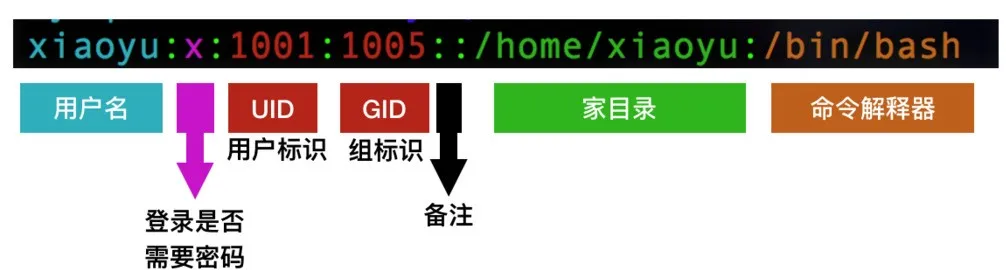 xiaoyu:x:1001:1005::/home/xiaoyu:/bin/bash
用户名 UID GID 家目录 命令解释器
用户标识 组标识
登录是否
需要密码
备注